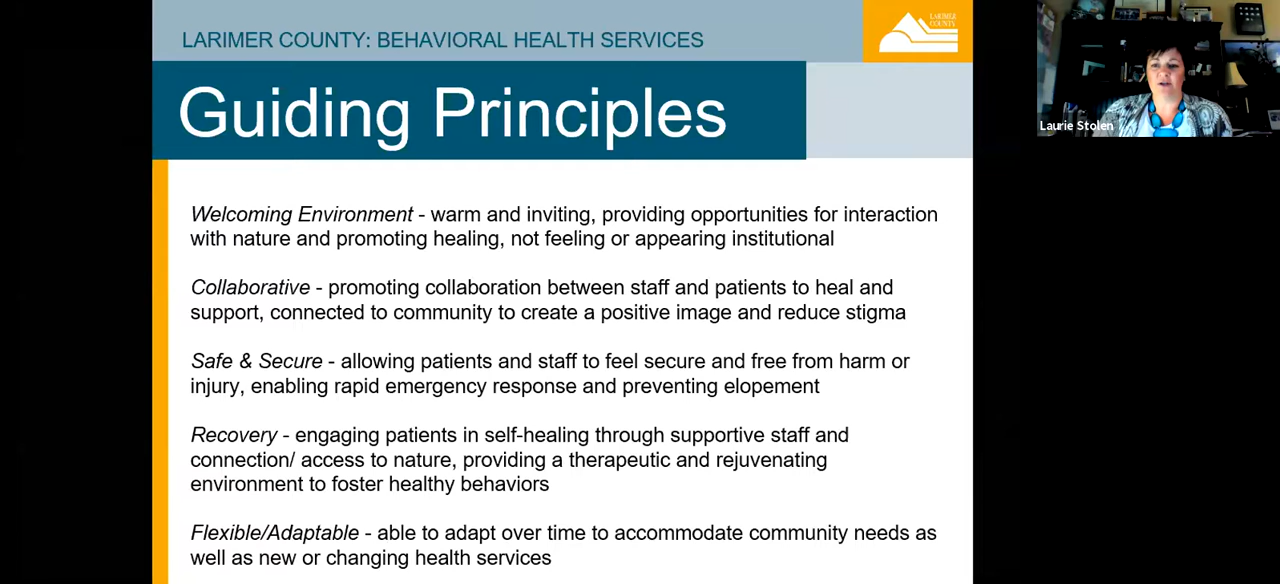 LARIMER COUNTY: BEHAVIORAL HEALTH SERVICES
LARIMER
COUNTY
Guiding Principles
Laurie Stolen
Welcoming Environment - warm and inviting, providing opportunities for interaction
with nature and promoting healing, not feeling or appearing institutional
Collaborative - promoting collaboration between staff and patients to heal and
support, connected to community to create a positive image and reduce stigma
Safe & Secure - allowing patients and staff to feel secure and free from harm or
injury, enabling rapid emergency response and preventing elopement
Recovery - engaging patients in self-healing through supportive staff and
connection/ access to nature, providing a therapeutic and rejuvenating
environment to foster healthy behaviors
Flexible/Adaptable - able to adapt over time to accommodate community needs as
well as new or changing health services